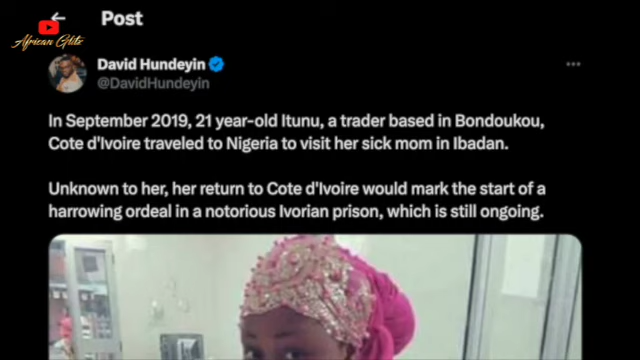 Post
African Glitz
David Hundeyin
@DavidHundeyin
In September 2019, 21 year-old Itunu, a trader based in Bondoukou,
Cote d'Ivoire traveled to Nigeria to visit her sick mom in Ibadan.
Unknown to her, her return to Cote d'Ivoire would mark the start of a
harrowing ordeal in a notorious Ivorian prison, which is still ongoing.